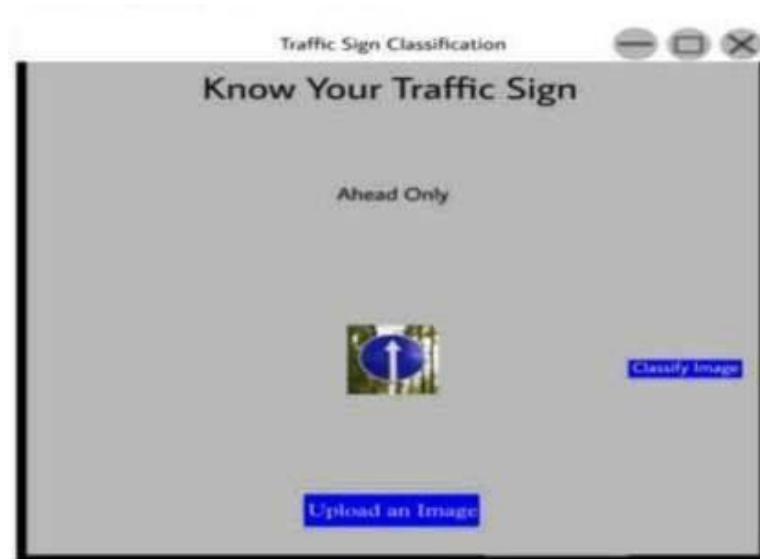 Traffic Sign Classification
Know Your Traffic Sign
Ahead Only
Classify Image
Upload an Image